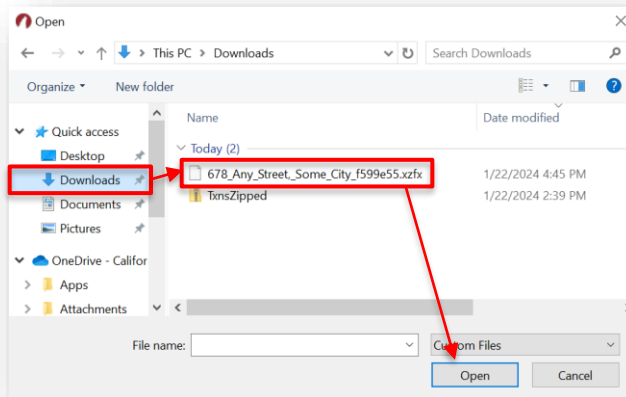 Open
This PC > Downloads
Search Downloads
Organize
New folder
Name
Date modified
Quick access
Desktop
Downloads
Documents
Pictures
OneDrive - Califor
Apps
Attachments
Today (2)
678_Any_Street,_Some_City_f599e55.xzfx
1/22/2024 4:45 PM
TxnsZipped
1/22/2024 2:39 PM
File name:
Custom Files
Open
Cancel